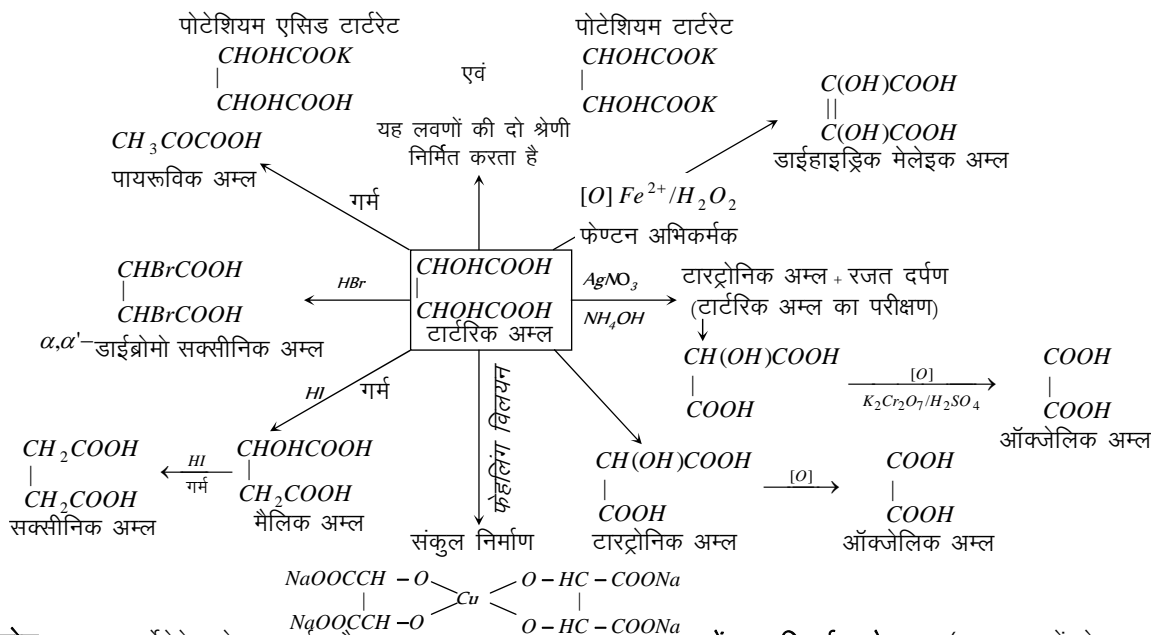 पोटेशियम एसिड टार्टरेट
CHOHCOOK
|
CHOHCOOH
एवं
पोटेशियम टार्टरेट
CHOHCOOK
|
CHOHCOOK
यह लवणों की दो श्रेणी
निर्मित करता है
C(OH)COOH
||
C(OH)COOH
डाईहाइड्रिक मेलेइक अम्ल
CH₃COCOOH
पायरूविक अम्ल
गर्म
[O] Fe²⁺/H₂O₂
फेण्टन अभिकर्मक
CHOHCOOH
|
CHOHCOOH
टार्टरिक अम्ल
CHBrCOOH
|
CHBrCOOH
α,α'–डाईब्रोमो सक्सीनिक अम्ल
HBr
AgNO₃
NH₄OH
टारट्रोनिक अम्ल + रजत दर्पण
(टार्टरिक अम्ल का परीक्षण)
CH(OH)COOH
|
COOH
[O]
K₂Cr₂O₇/H₂SO₄
COOH
|
COOH
ऑक्जेलिक अम्ल
HI गर्म
CHOHCOOH
|
CH₂COOH
मैलिक अम्ल
HI
गर्म
CH₂COOH
|
CH₂COOH
सक्सीनिक अम्ल
फेहलिंग विलयन
संकुल निर्माण
CH(OH)COOH
|
COOH
टारट्रोनिक अम्ल
[O]
COOH
|
COOH
ऑक्जेलिक अम्ल
NaOOCCH – O
|
NaOOCCH – O
Cu
O – HC – COONa
|
O – HC – COONa